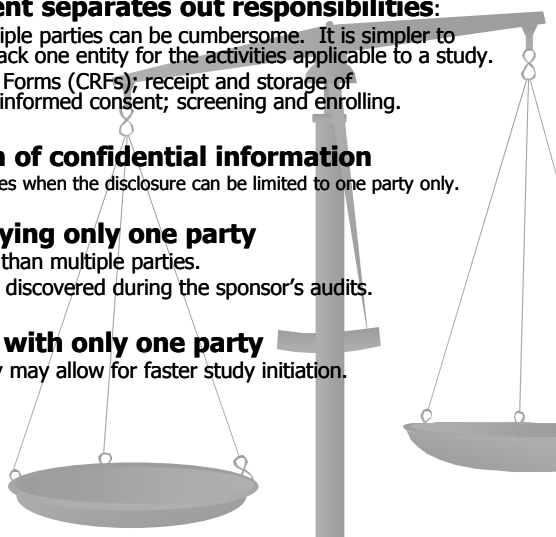 ent separates out responsibilities:
iple parties can be cumbersome. It is simpler to
ack one entity for the activities applicable to a study.
Forms (CRFs); receipt and storage of
informed consent; screening and enrolling.
n of confidential information
es when the disclosure can be limited to one party only.
ying only one party
than multiple parties.
discovered during the sponsor's audits.
with only one party
y may allow for faster study initiation.